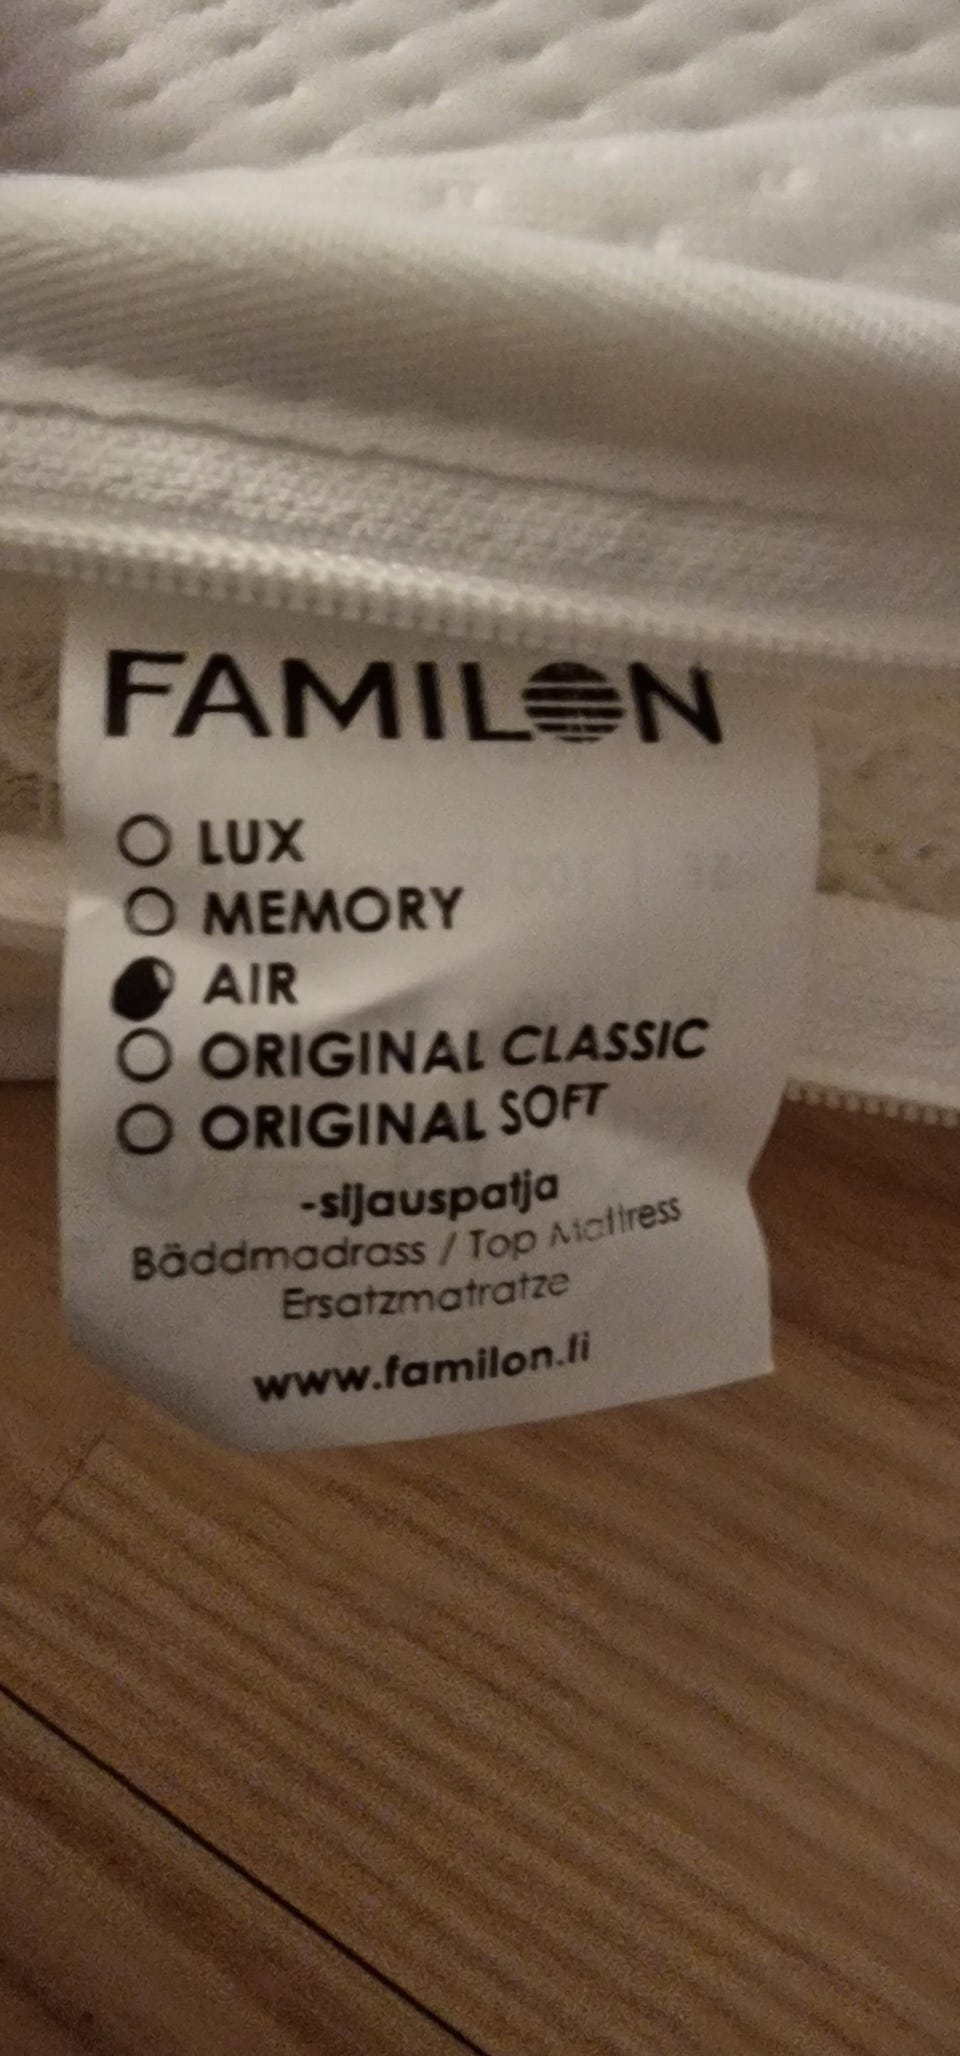 FAMILON
LUX
MEMORY
AIR
ORIGINAL CLASSIC
ORIGINAL SOFT
-sijauspatja
Bäddmadrass / Top Mattress
Ersatzmatratze
www.familon.fi